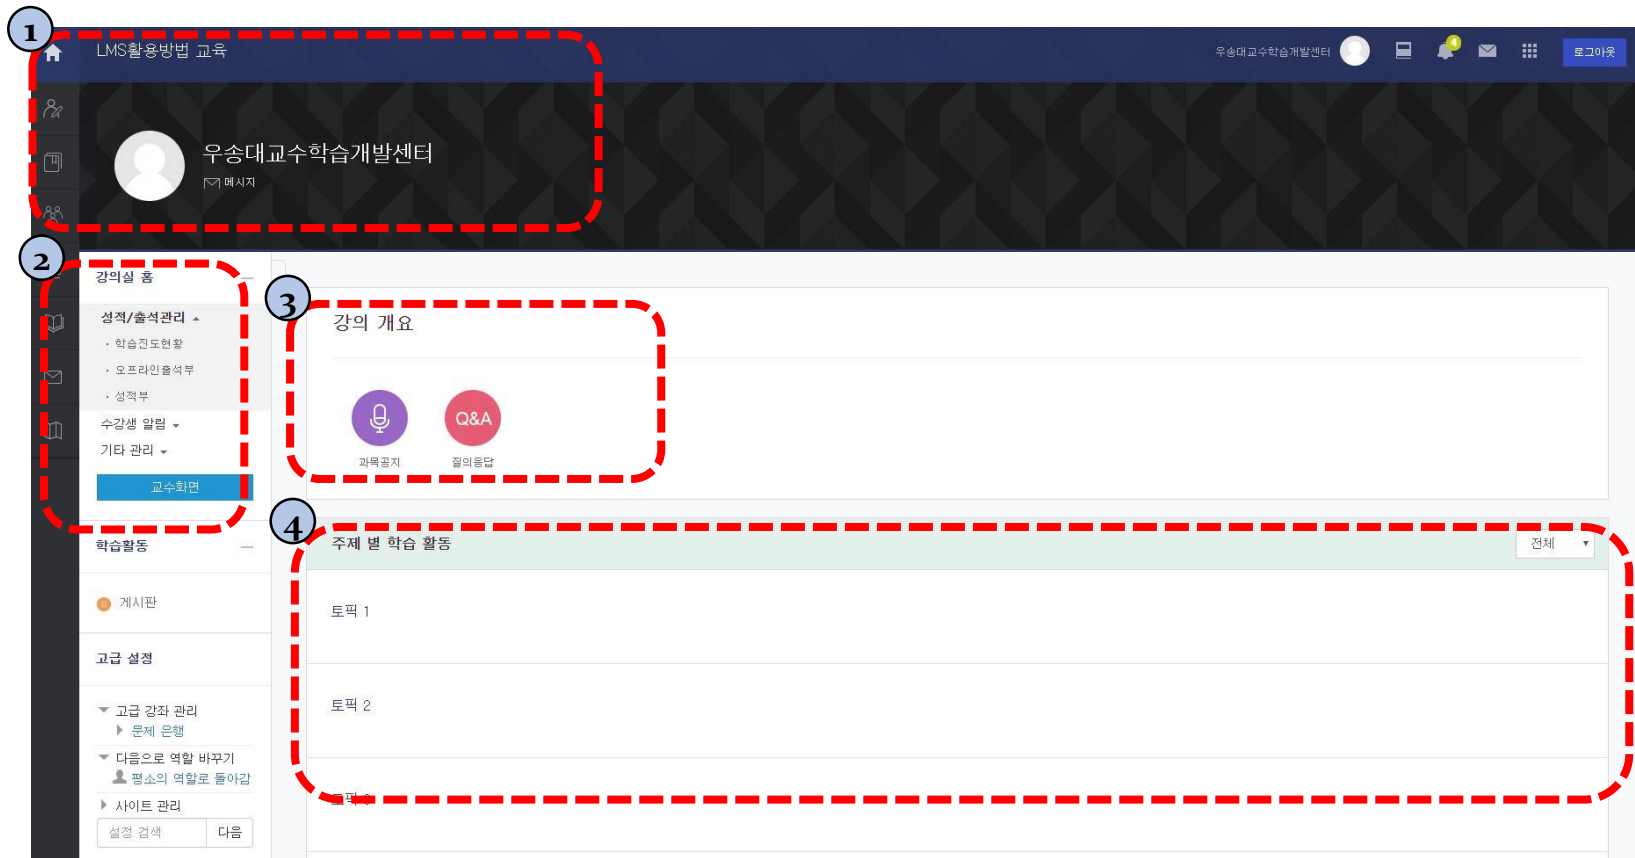 1
LMS활용방법 교육
우송대교수학습개발센터
4
로그아웃
우송대교수학습개발센터
메시지
2
강의실 홈
성적/출석관리
· 학습진도현황
· 오프라인출석부
· 성적부
수강생 알림
기타 관리
교수화면
학습활동
게시판
고급 설정
고급 강좌 관리
문제 은행
다음으로 역할 바꾸기
평소의 역할로 돌아감
사이트 관리
설정 검색
다음
3
강의 개요
Q&A
과목공지
질의응답
4
주제 별 학습 활동
전체
토픽 1
토픽 2